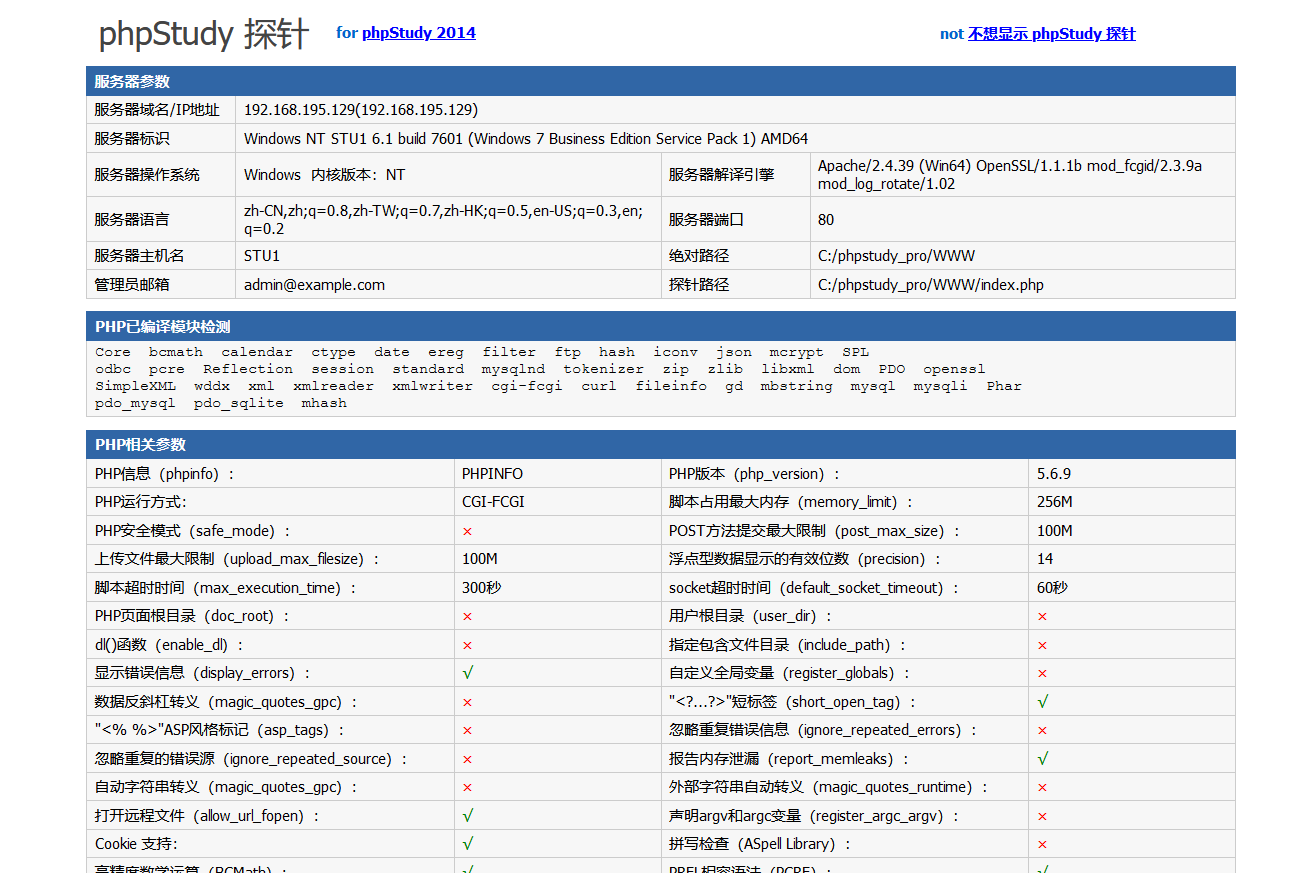 phpStudy 探针 for phpStudy 2014 not 不想显示 phpStudy 探针
服务器参数
服务器域名/IP地址 192.168.195.129(192.168.195.129)
服务器标识 Windows NT STU1 6.1 build 7601 (Windows 7 Business Edition Service Pack 1) AMD64
服务器操作系统 Windows 内核版本：NT 服务器解译引擎 Apache/2.4.39 (Win64) OpenSSL/1.1.1b mod_fcgid/2.3.9a
mod_log_rotate/1.02
服务器语言 zh-CN,zh;q=0.8,zh-TW;q=0.7,zh-HK;q=0.5,en-US;q=0.3,en;
q=0.2 服务器端口 80
服务器主机名 STU1 绝对路径 C:/phpstudy_pro/WWW
管理员邮箱 admin@example.com 探针路径 C:/phpstudy_pro/WWW/index.php
PHP已编译模块检测
Core bcmath calendar ctype date ereg filter ftp hash iconv json mcrypt SPL
odbc pcre Reflection session standard mysqlnd tokenizer zip zlib libxml dom PDO openssl
SimpleXML wddx xml xmlreader xmlwriter cgi-fcgi curl fileinfo gd mbstring mysql mysqli Phar
pdo_mysql pdo_sqlite mhash
PHP相关参数
PHP信息（phpinfo）： PHPINFO PHP版本（php_version）： 5.6.9
PHP运行方式： CGI-FCGI 脚本占用最大内存（memory_limit）： 256M
PHP安全模式（safe_mode）： × POST方法提交最大限制（post_max_size）： 100M
上传文件最大限制（upload_max_filesize）： 100M 浮点型数据显示的有效位数（precision）： 14
脚本超时时间（max_execution_time）： 300秒 socket超时时间（default_socket_timeout）： 60秒
PHP页面根目录（doc_root）： × 用户根目录（user_dir）： ×
dl()函数（enable_dl）： × 指定包含文件目录（include_path）： ×
显示错误信息（display_errors）： √ 自定义全局变量（register_globals）： ×
数据反斜杠转义（magic_quotes_gpc）： × "<?...?>"短标签（short_open_tag）： √
"<% %>"ASP风格标记（asp_tags）： × 忽略重复错误信息（ignore_repeated_errors）： ×
忽略重复的错误源（ignore_repeated_source）： × 报告内存泄漏（report_memleaks）： √
自动字符串转义（magic_quotes_gpc）： × 外部字符串自动转义（magic_quotes_runtime）： ×
打开远程文件（allow_url_fopen）： √ 声明argv和argc变量（register_argc_argv）： ×
Cookie 支持： √ 拼写检查（ASpell Library）： ×
高精度数学运算（BCMath）： √ PREL相容语法（PCRE）： √